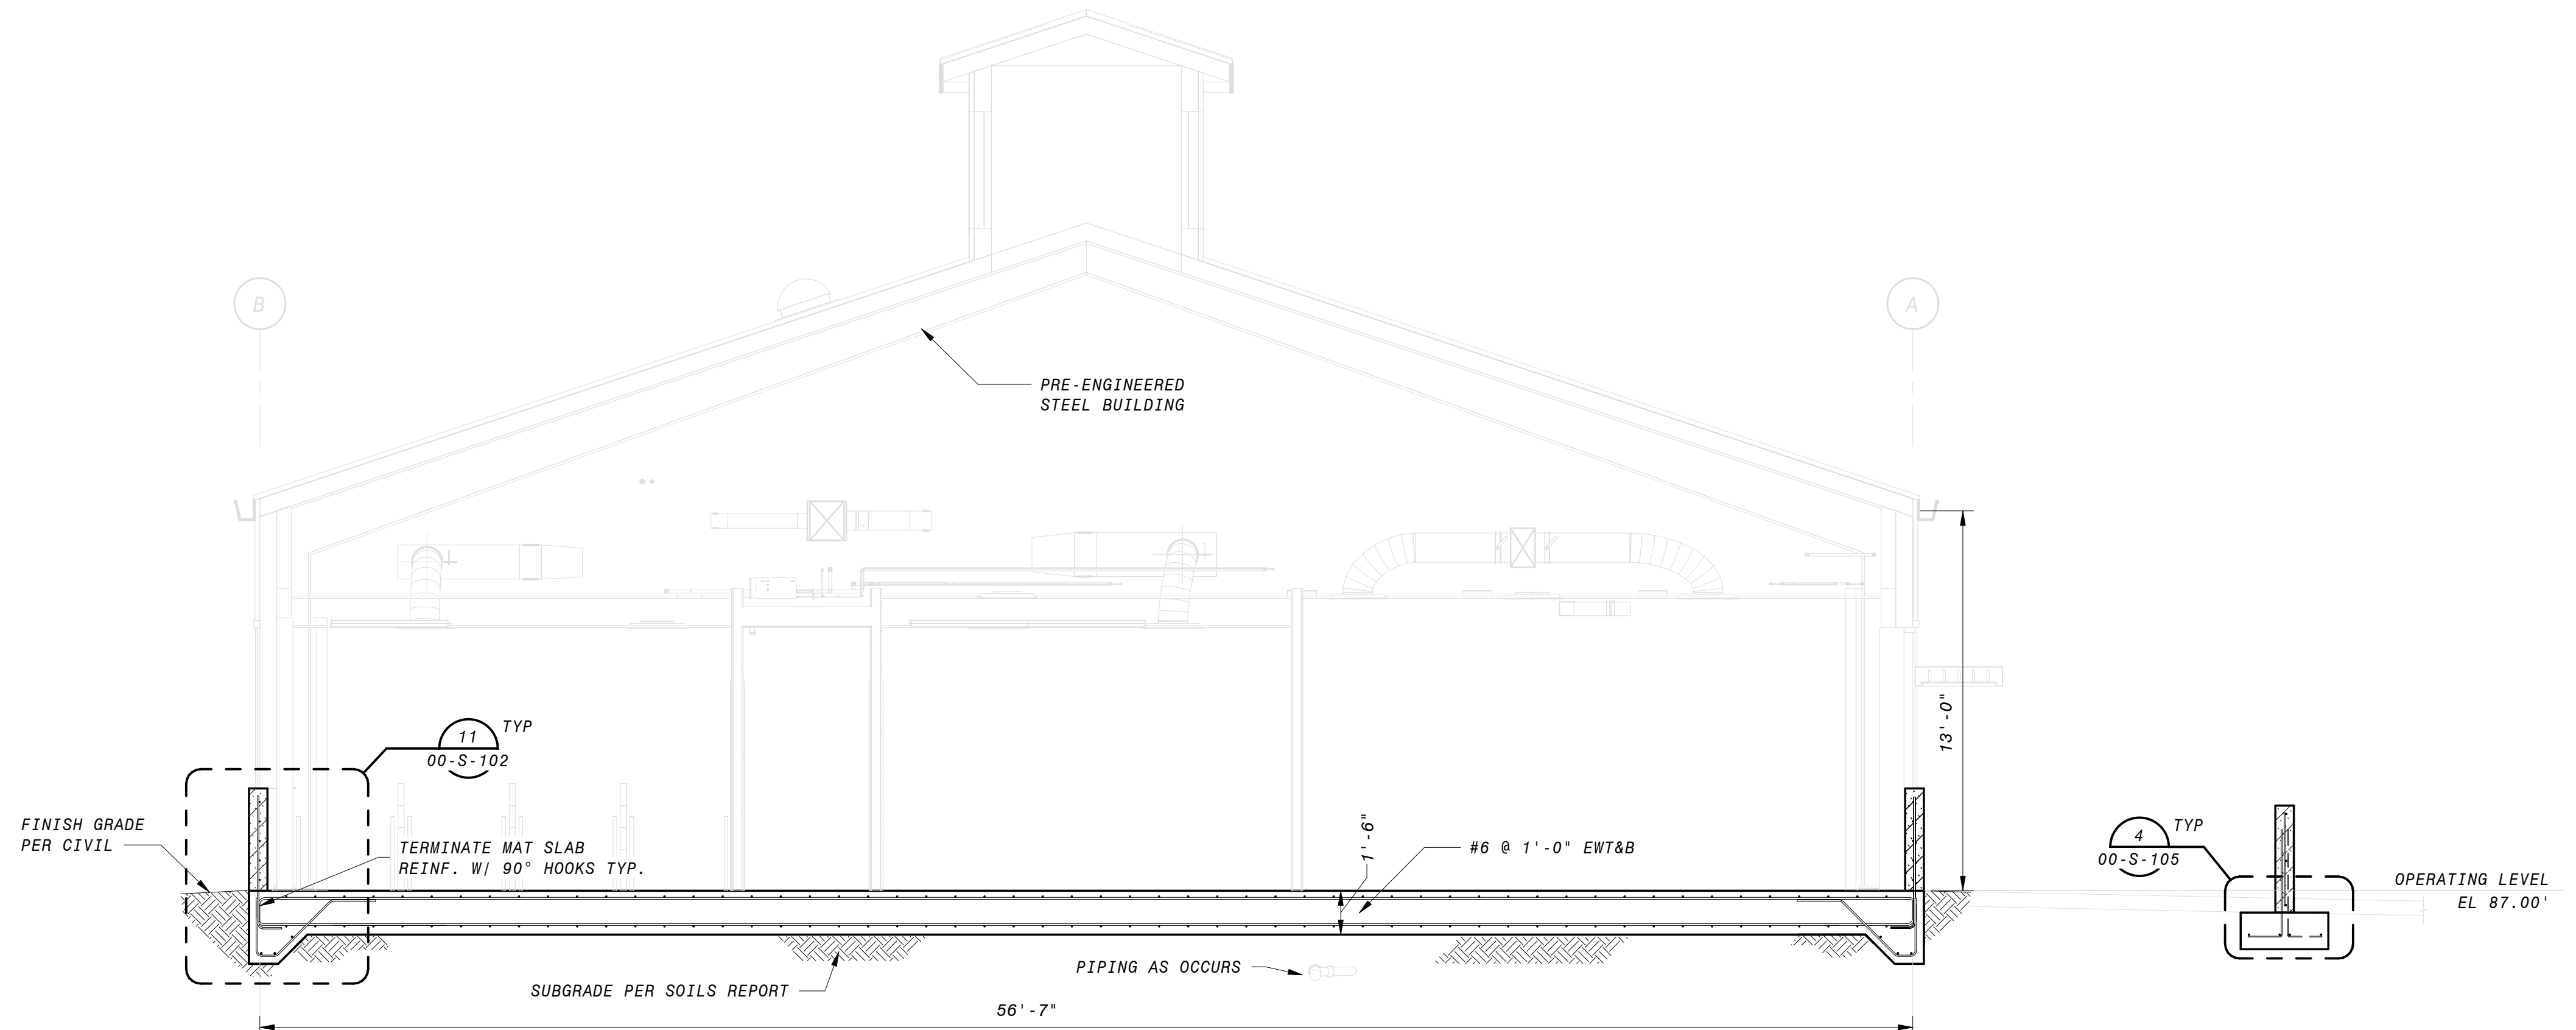 B
A
PRE-ENGINEERED
STEEL BUILDING
13'-0"
11
TYP
00-S-102
FINISH GRADE
PER CIVIL
TERMINATE MAT SLAB
REINF. W/ 90° HOOKS TYP.
1'-6"
#6 @ 1'-0" EWT&B
4
TYP
00-S-105
OPERATING LEVEL
EL 87.00'
PIPING AS OCCURS
SUBGRADE PER SOILS REPORT
56'-7"